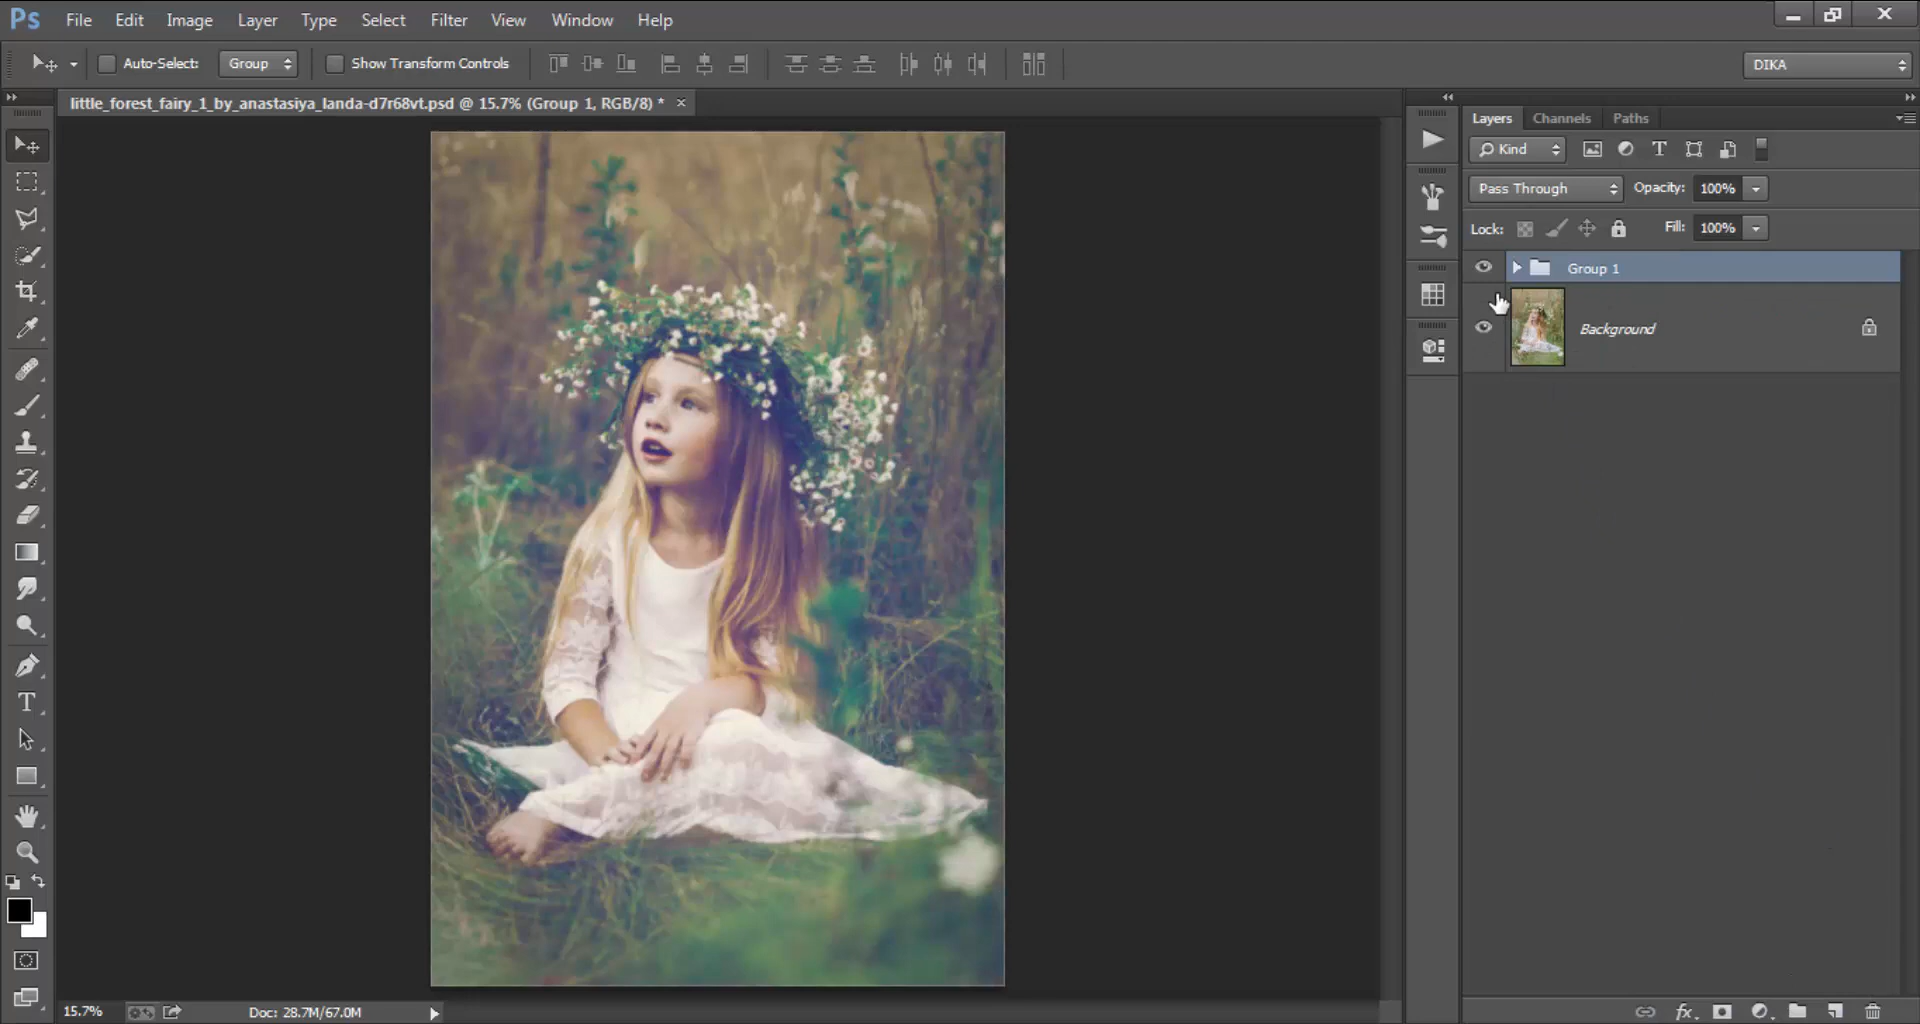 Ps File Edit Image Layer Type Select Filter View Window Help
Auto-Select: Group Show Transform Controls DIKA
little_forest_fairy_1_by_anastasiya_landa-d7r68vt.psd @ 15.7% (Group 1, RGB/8) * ×
Layers Channels Paths
Kind
Pass Through Opacity: 100%
Lock: Fill: 100%
Group 1
Background
15.7% Doc: 28.7M/67.0M